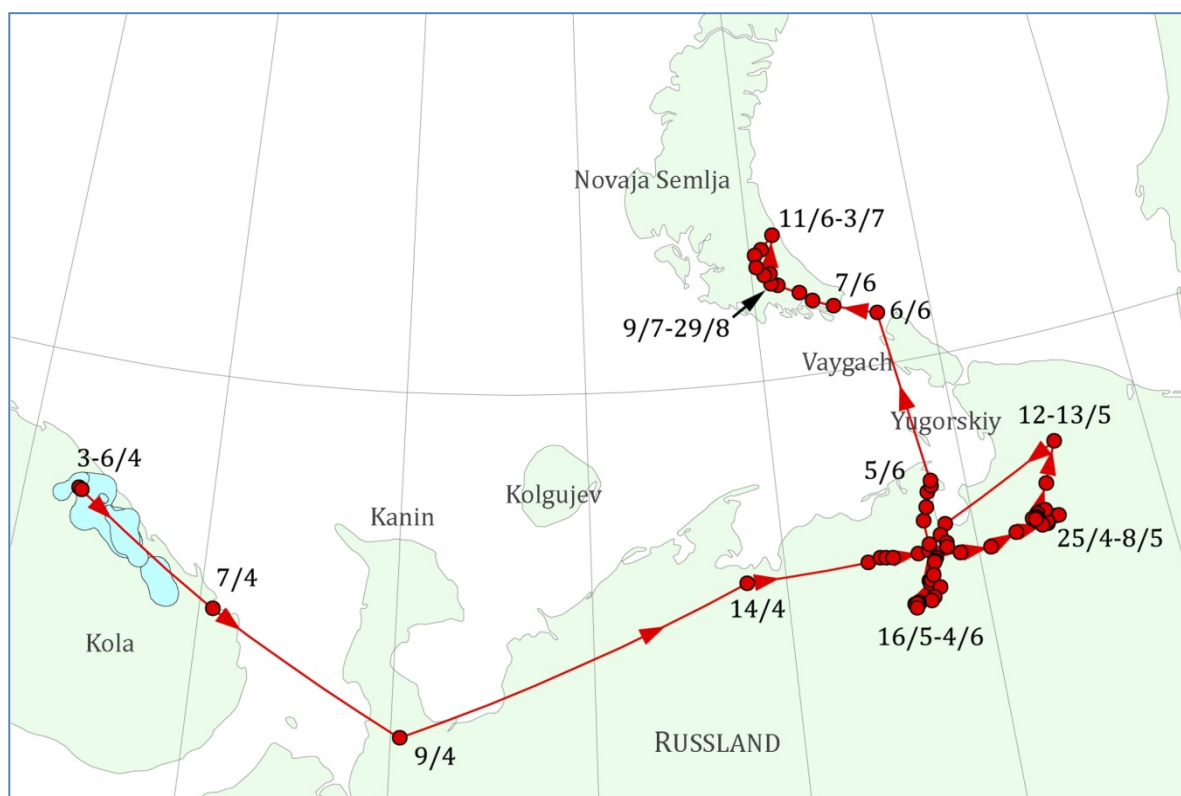 Novaja Semlja
11/6-3/7
7/6
6/6
9/7-29/8
Vaygach
Yugorskiy
12-13/5
3-6/4
5/6
Kolgujev
Kanin
25/4-8/5
7/4
14/4
16/5-4/6
Kola
9/4
RUSSLAND